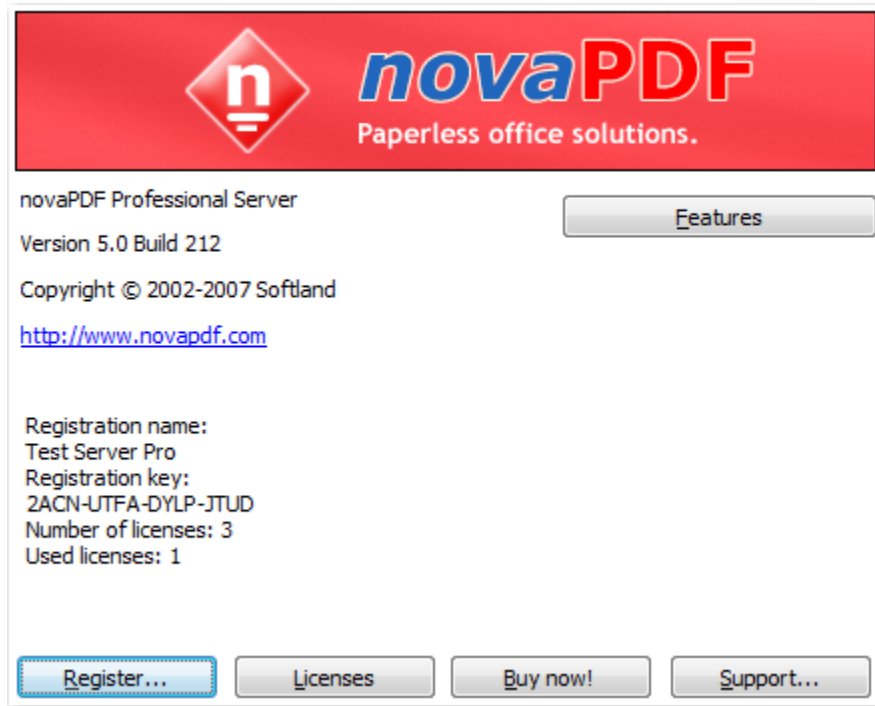 n
novaPDF
Paperless office solutions.
novaPDF Professional Server
Features
Version 5.0 Build 212
Copyright © 2002-2007 Softland
http://www.novapdf.com
Registration name:
Test Server Pro
Registration key:
2ACN-UTFA-DYLP-JTUD
Number of licenses: 3
Used licenses: 1
Register... Licenses Buy now! Support...